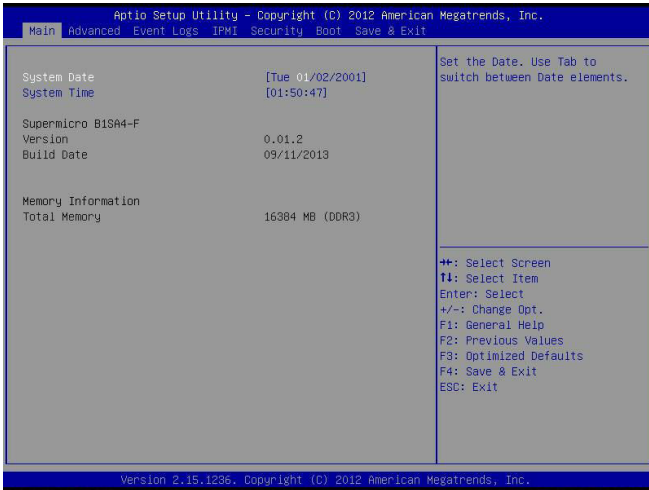 Aptio Setup Utility – Copyright (C) 2012 American Megatrends, Inc.
Main Advanced Event Logs IPMI Security Boot Save & Exit
System Date [Tue 01/02/2001]
System Time [01:50:47]
Supermicro B1SA4-F
Version 0.01.2
Build Date 09/11/2013
Memory Information
Total Memory 16384 MB (DDR3)
Set the Date. Use Tab to
switch between Date elements.
→←: Select Screen
↑↓: Select Item
Enter: Select
+/-: Change Opt.
F1: General Help
F2: Previous Values
F3: Optimized Defaults
F4: Save & Exit
ESC: Exit
Version 2.15.1236. Copyright (C) 2012 American Megatrends, Inc.